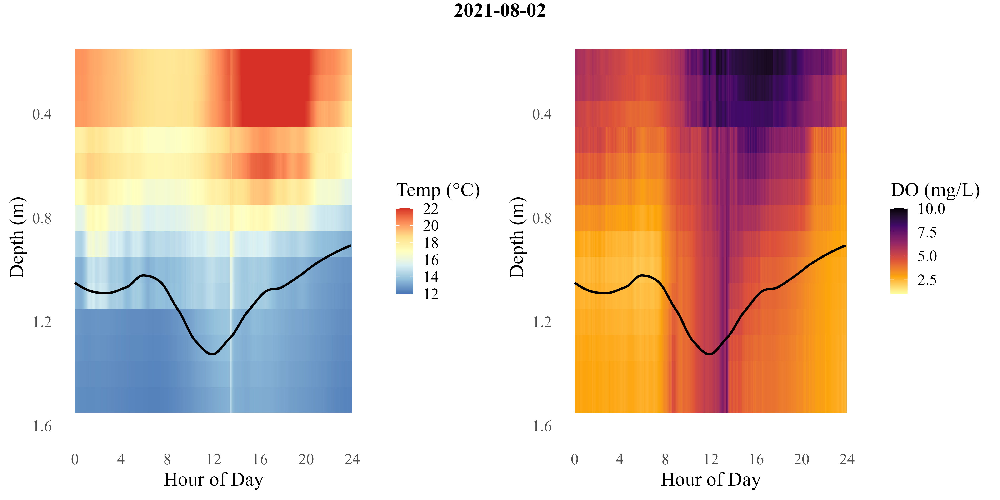 2021-08-02
0.4
0.8
1.2
1.6
Depth (m)
0 4 8 12 16 20 24
Hour of Day
Temp (°C)
22
20
18
16
14
12
0.4
0.8
1.2
1.6
Depth (m)
0 4 8 12 16 20 24
Hour of Day
DO (mg/L)
10.0
7.5
5.0
2.5